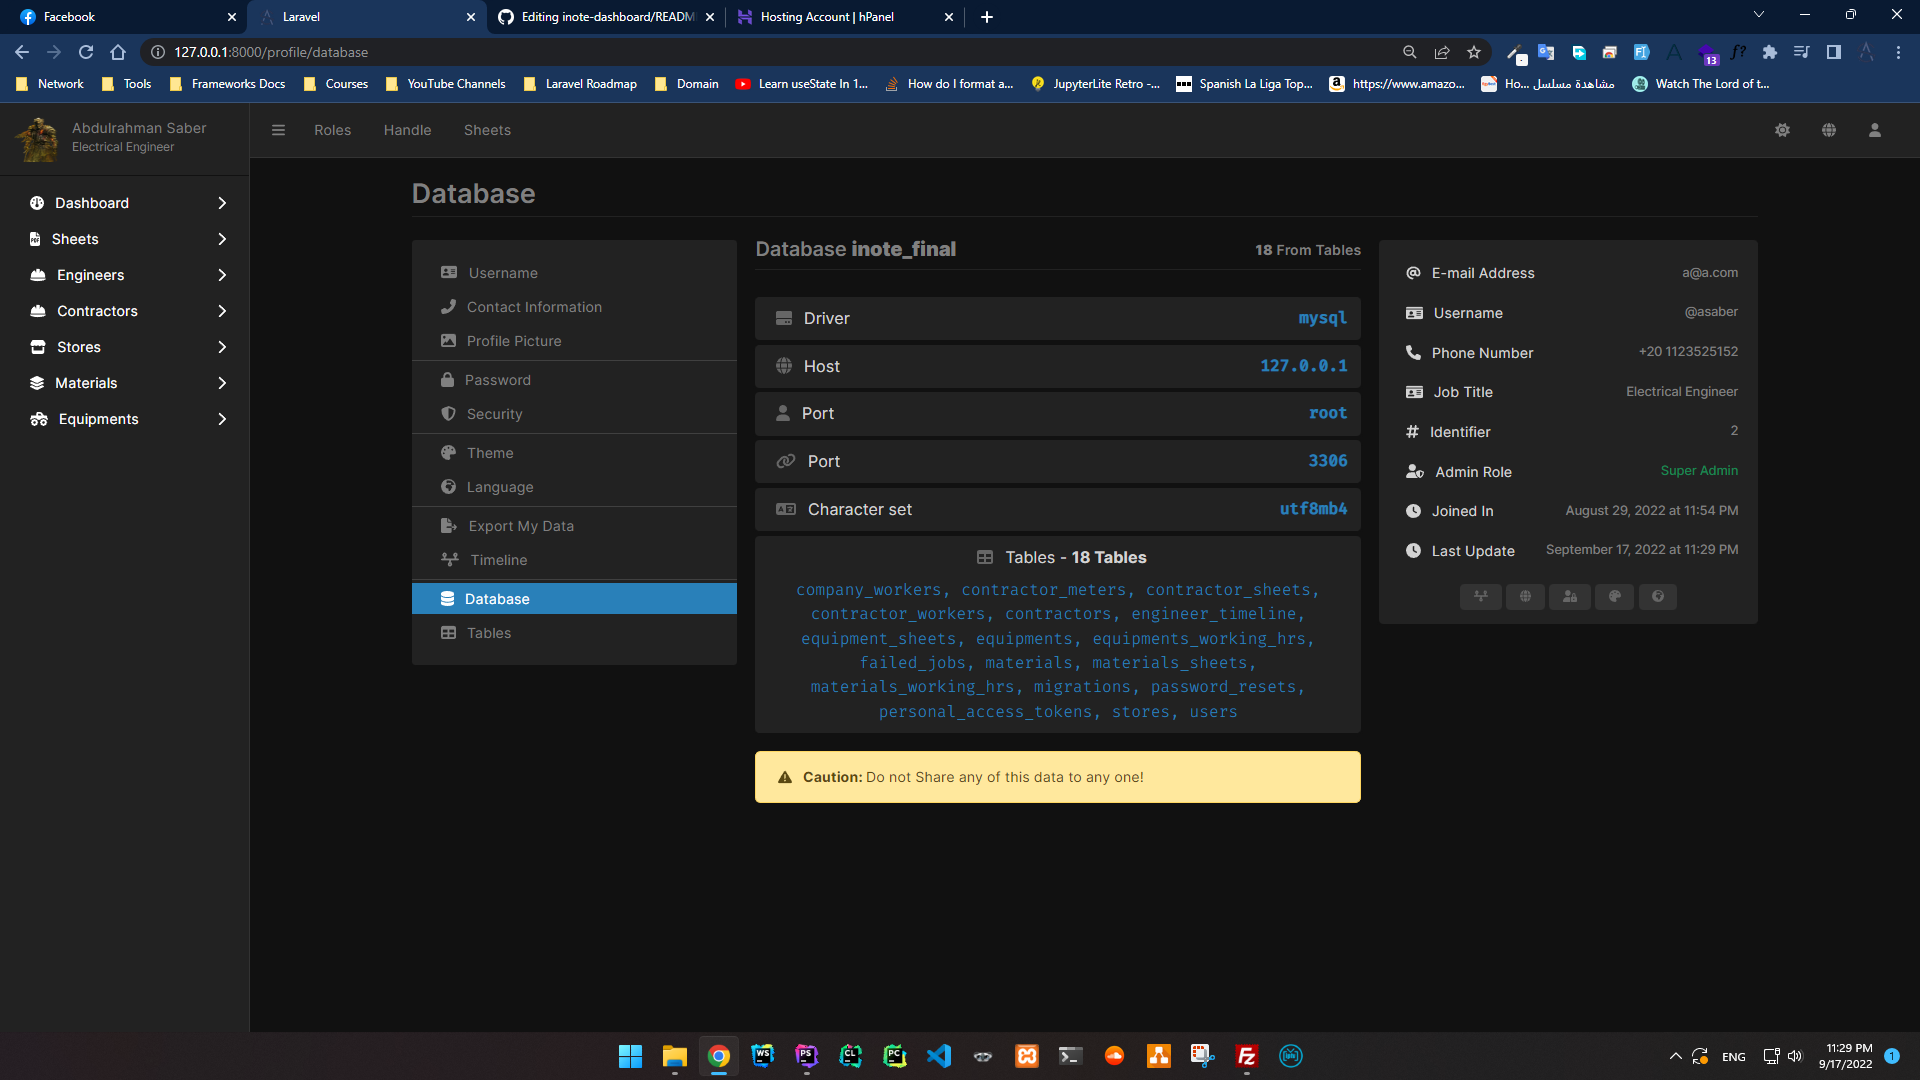 Facebook
Laravel
Editing inote-dashboard/READM
Hosting Account | hPanel
127.0.0.1:8000/profile/database
13
Network
Tools
Frameworks Docs
Courses
YouTube Channels
Laravel Roadmap
Domain
Learn useState In 1...
How do I format a...
JupyterLite Retro -...
Spanish La Liga Top...
https://www.amazo...
Ho... مشاهدة مسلسل
Watch The Lord of t...
Abdulrahman Saber
Electrical Engineer
Roles
Handle
Sheets
Dashboard
Sheets
Engineers
Contractors
Stores
Materials
Equipments
Database
Username
Contact Information
Profile Picture
Password
Security
Theme
Language
Export My Data
Timeline
Database
Tables
Database inote_final
18 From Tables
Driver mysql
Host 127.0.0.1
Port root
Port 3306
Character set utf8mb4
Tables - 18 Tables
company_workers, contractor_meters, contractor_sheets,
contractor_workers, contractors, engineer_timeline,
equipment_sheets, equipments, equipments_working_hrs,
failed_jobs, materials, materials_sheets,
materials_working_hrs, migrations, password_resets,
personal_access_tokens, stores, users
Caution: Do not Share any of this data to any one!
E-mail Address a@a.com
Username @asaber
Phone Number +20 1123525152
Job Title Electrical Engineer
Identifier 2
Admin Role Super Admin
Joined In August 29, 2022 at 11:54 PM
Last Update September 17, 2022 at 11:29 PM
WS
PS
CL
PC
ENG
11:29 PM
9/17/2022
1